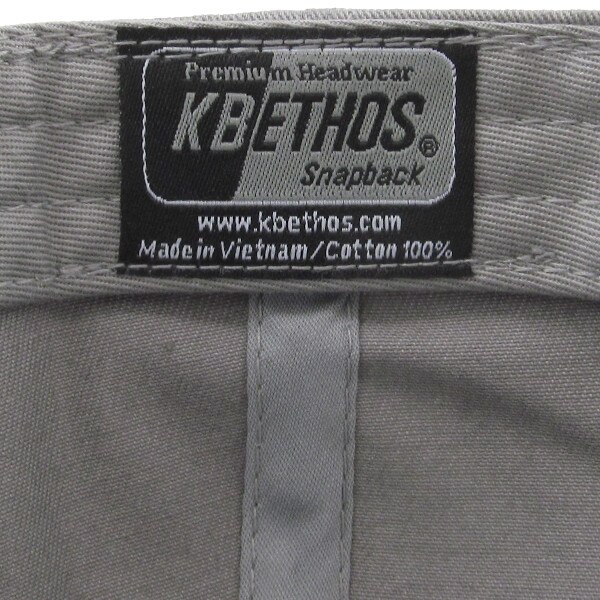 Premium Headwear
KBETHOS®
Snapback
www.kbethos.com
Made in Vietnam/Cotton 100%